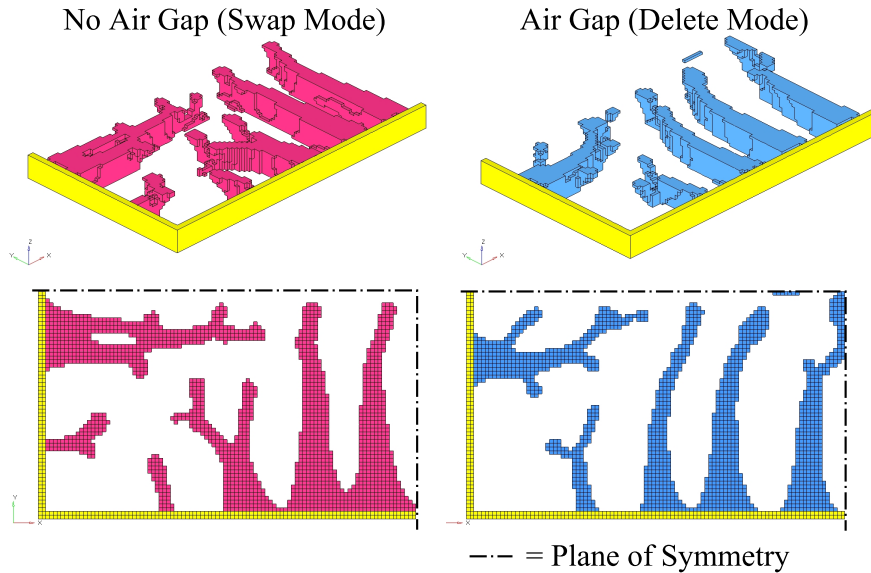 No Air Gap (Swap Mode)
Air Gap (Delete Mode)
Z
Y
X
Z
Y
X
Y
X
X
= Plane of Symmetry